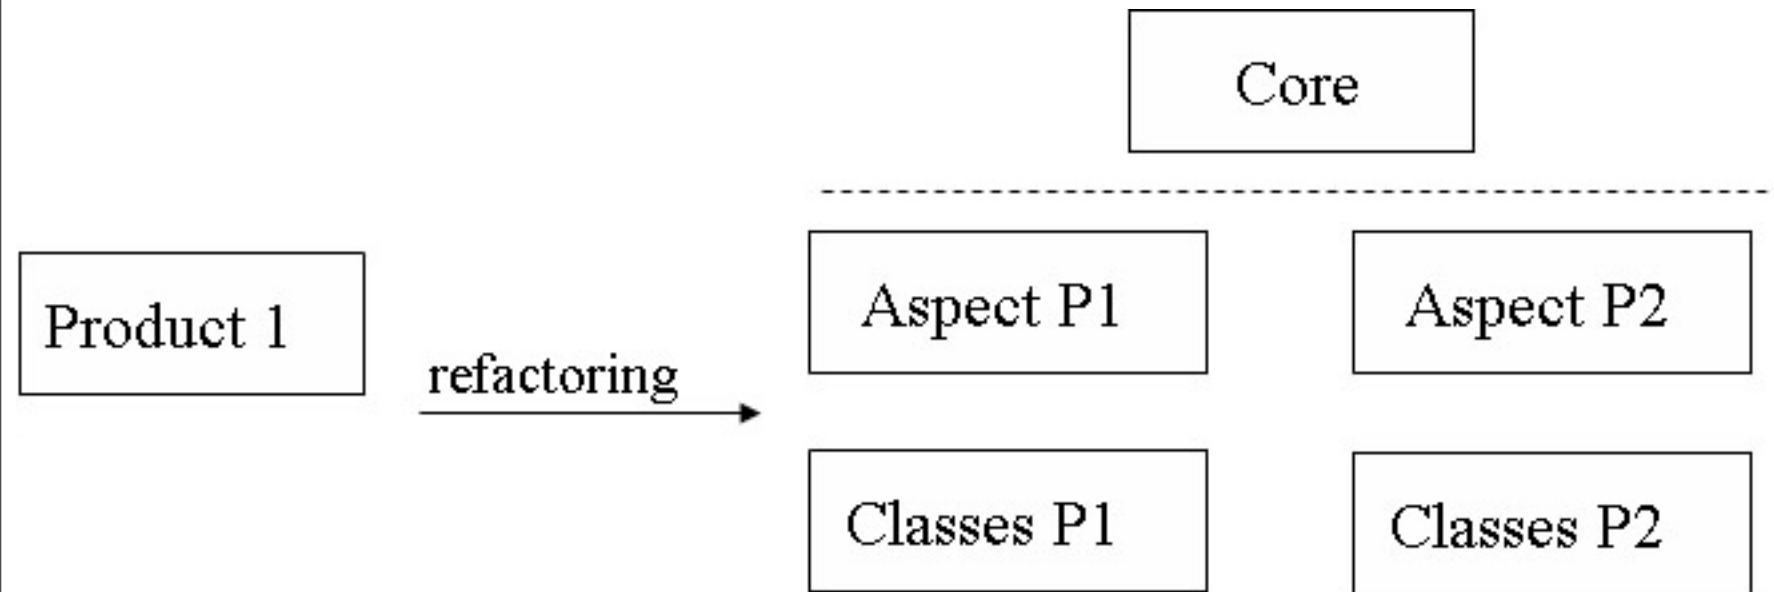 Core
Product 1
refactoring
Aspect P1
Aspect P2
Classes P1
Classes P2